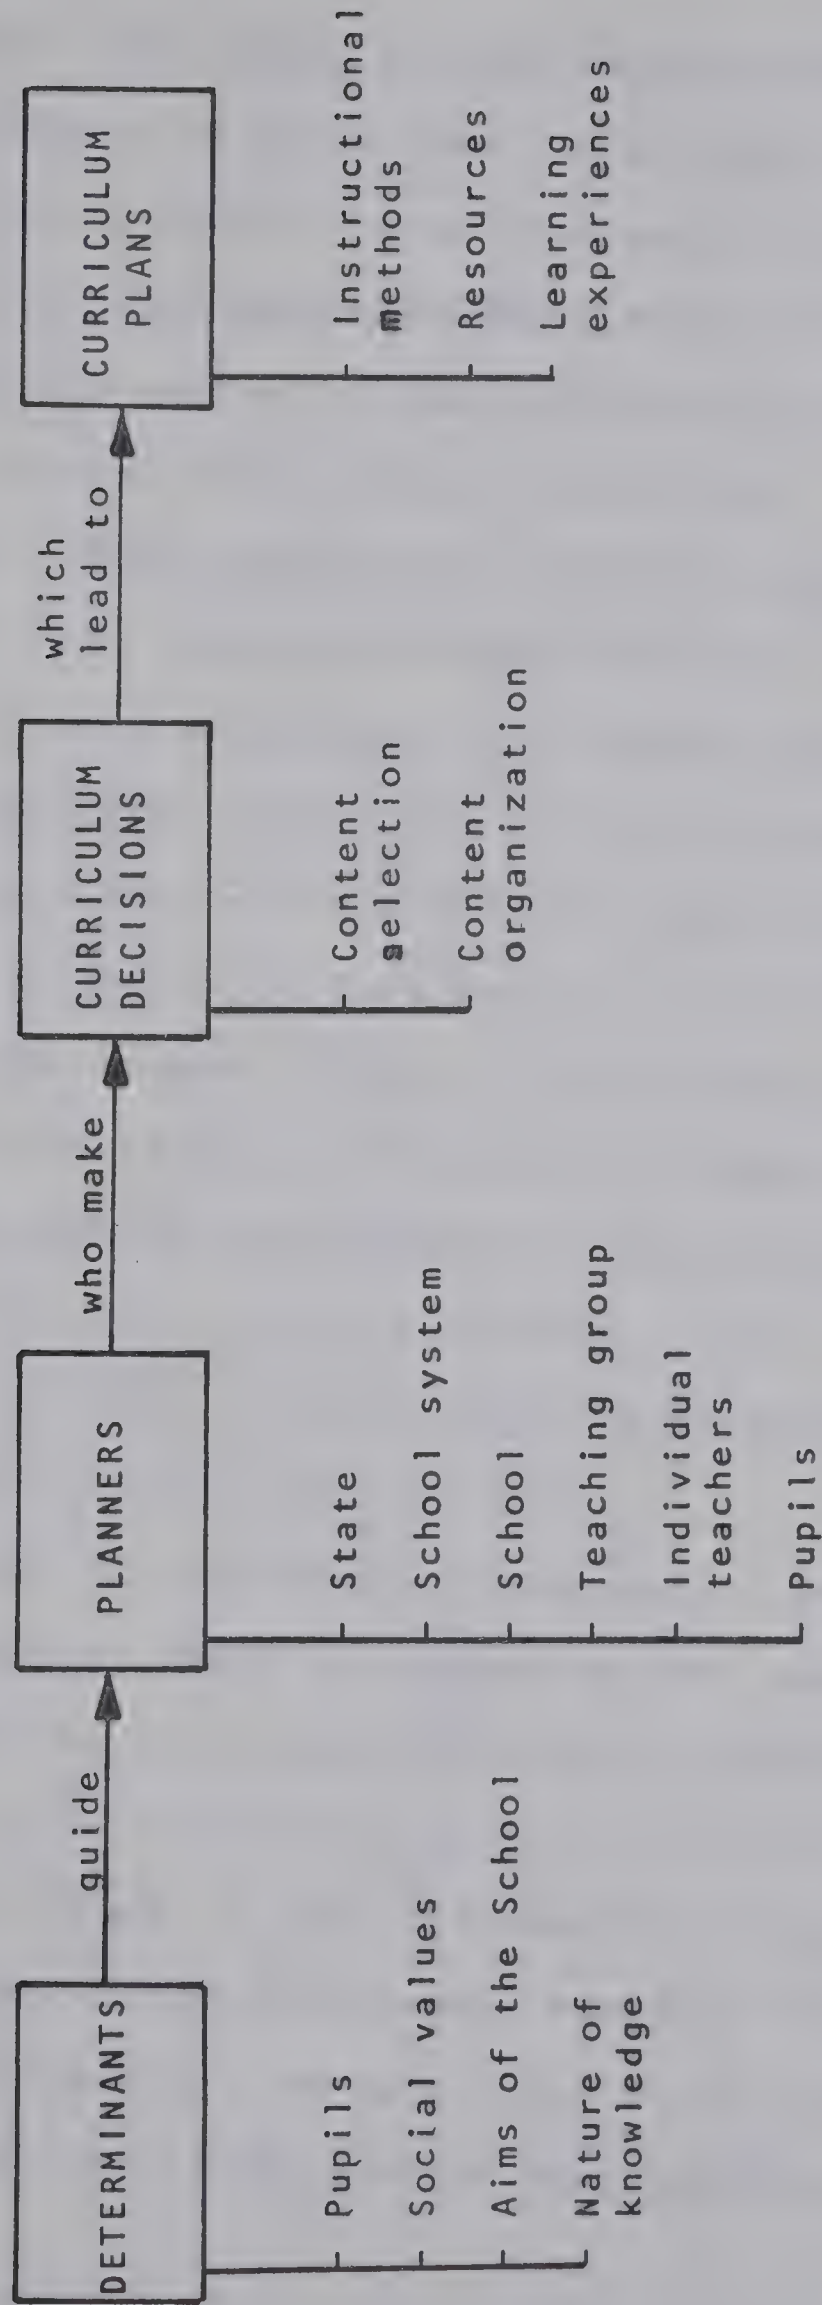 DETERMINANTS
guide
PLANNERS
who make
CURRICULUM
DECISIONS
which
lead to
CURRICULUM
PLANS
Pupils
Social values
Aims of the School
Nature of
knowledge
State
School system
School
Teaching group
Individual
teachers
Pupils
Content
selection
Content
organization
Instructional
methods
Resources
Learning
experiences